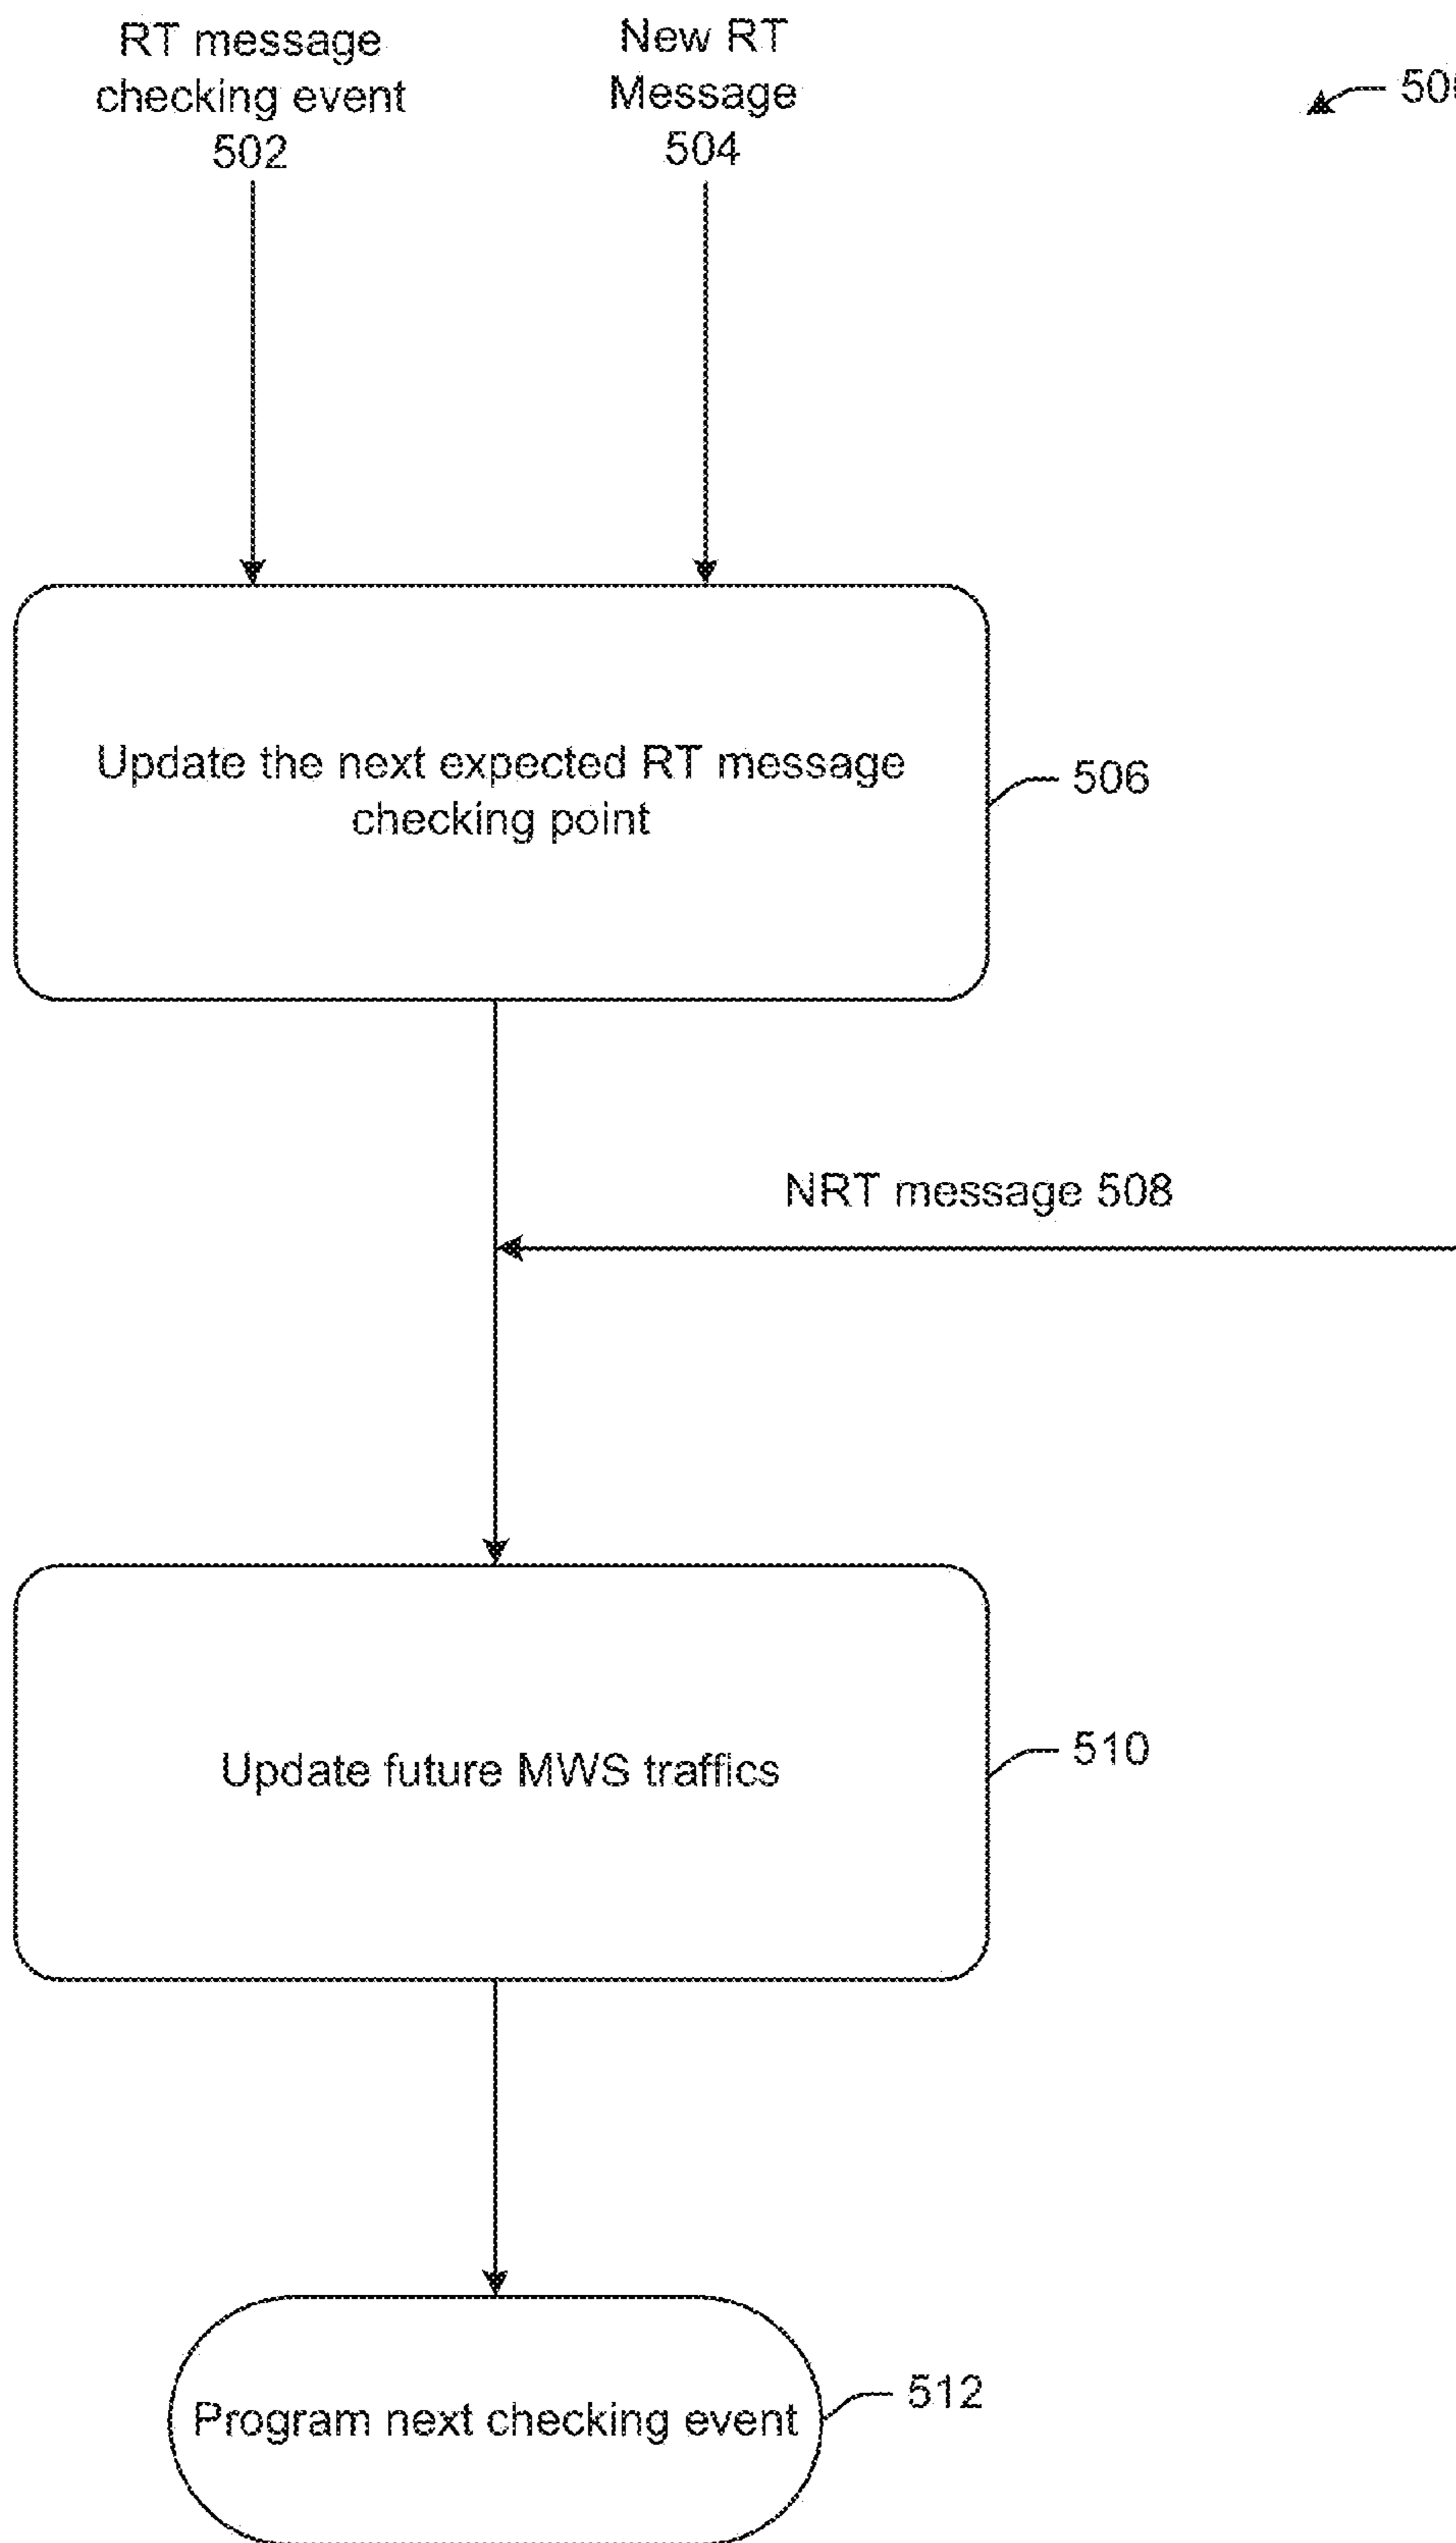 RT message
checking event
502
New RT
Message
504
506
Update the next expected RT message
checking point
NRT message 508
Update future MWS traffics
510
Program next checking event
512